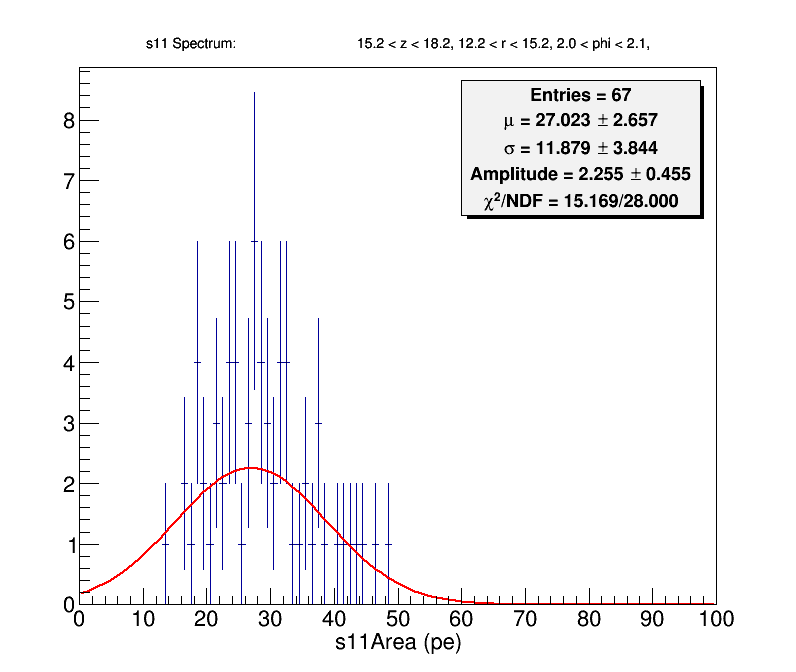 s11 Spectrum: 15.2 < z < 18.2, 12.2 < r < 15.2, 2.0 < phi < 2.1,
Entries = 67
μ = 27.023 ± 2.657
σ = 11.879 ± 3.844
Amplitude = 2.255 ± 0.455
χ²/NDF = 15.169/28.000
8
7
6
5
4
3
2
1
0
0 10 20 30 40 50 60 70 80 90 100
s11Area (pe)